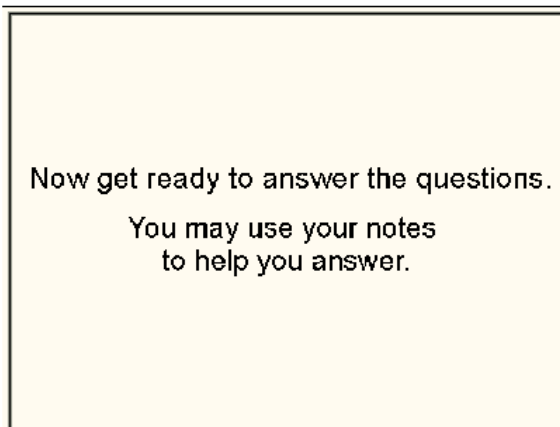 Now get ready to answer the questions.
You may use your notes
to help you answer.